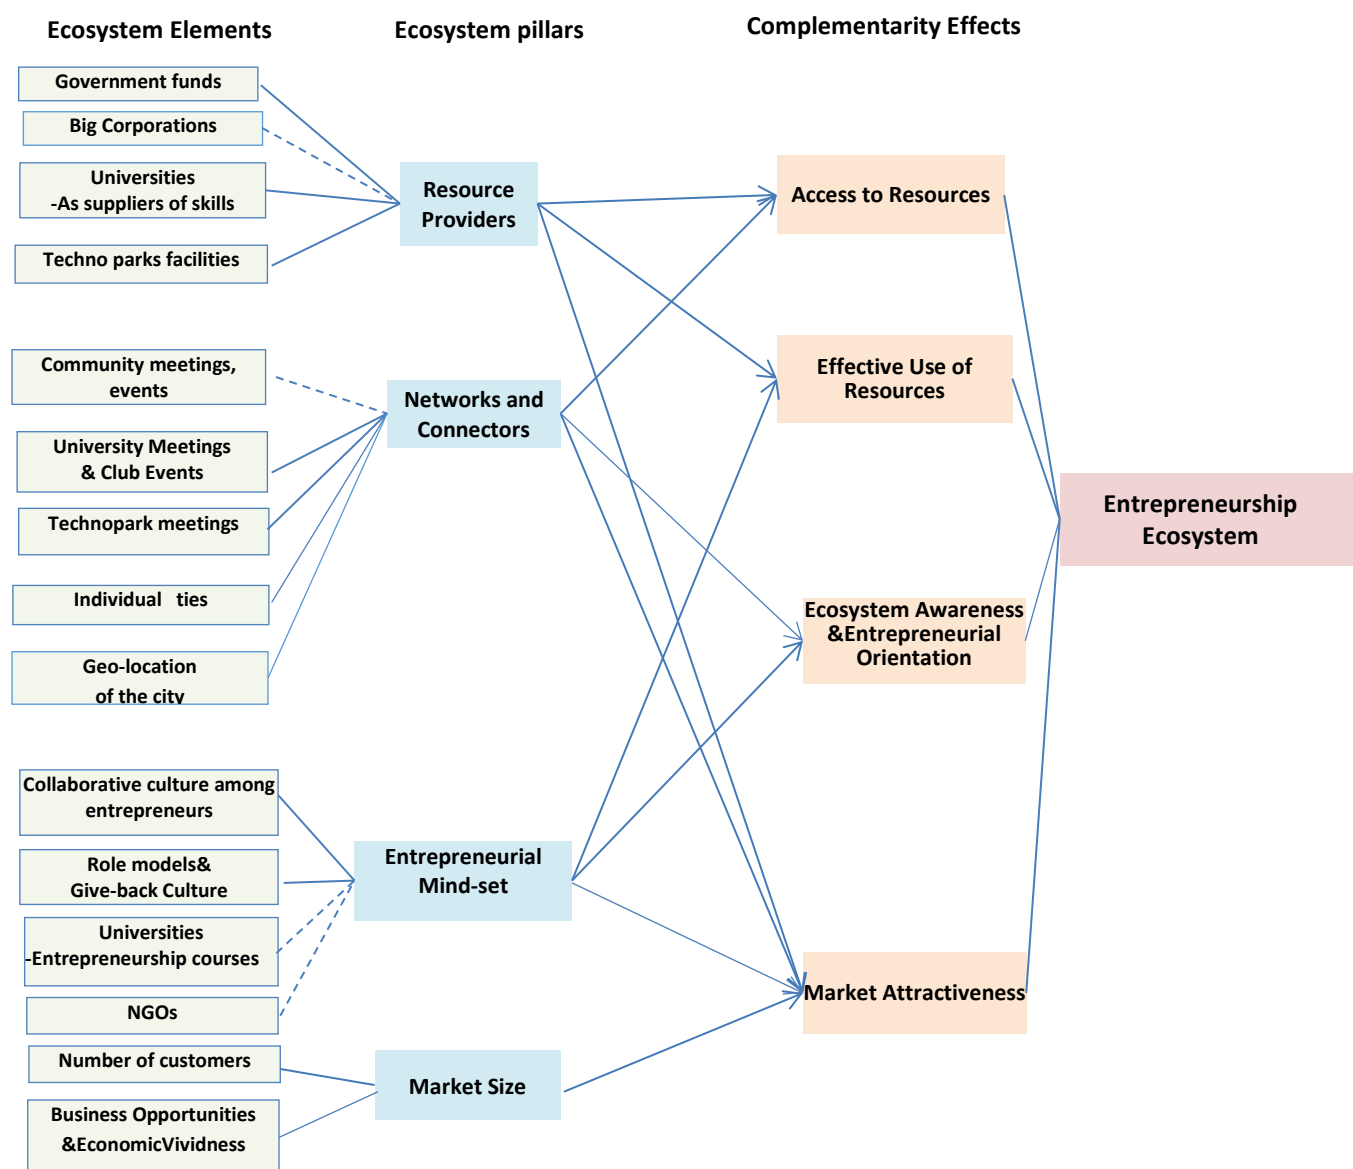 Ecosystem Elements
Ecosystem pillars
Complementarity Effects
Government funds
Big Corporations
Universities
-As suppliers of skills
Techno parks facilities
Community meetings,
events
University Meetings
& Club Events
Technopark meetings
Individual ties
Geo-location
of the city
Collaborative culture among
entrepreneurs
Role models&
Give-back Culture
Universities
-Entrepreneurship courses
NGOs
Number of customers
Business Opportunities
&EconomicVividness
Resource
Providers
Networks and
Connectors
Entrepreneurial
Mind-set
Market Size
Access to Resources
Effective Use of
Resources
Ecosystem Awareness
&Entrepreneurial
Orientation
Market Attractiveness
Entrepreneurship
Ecosystem